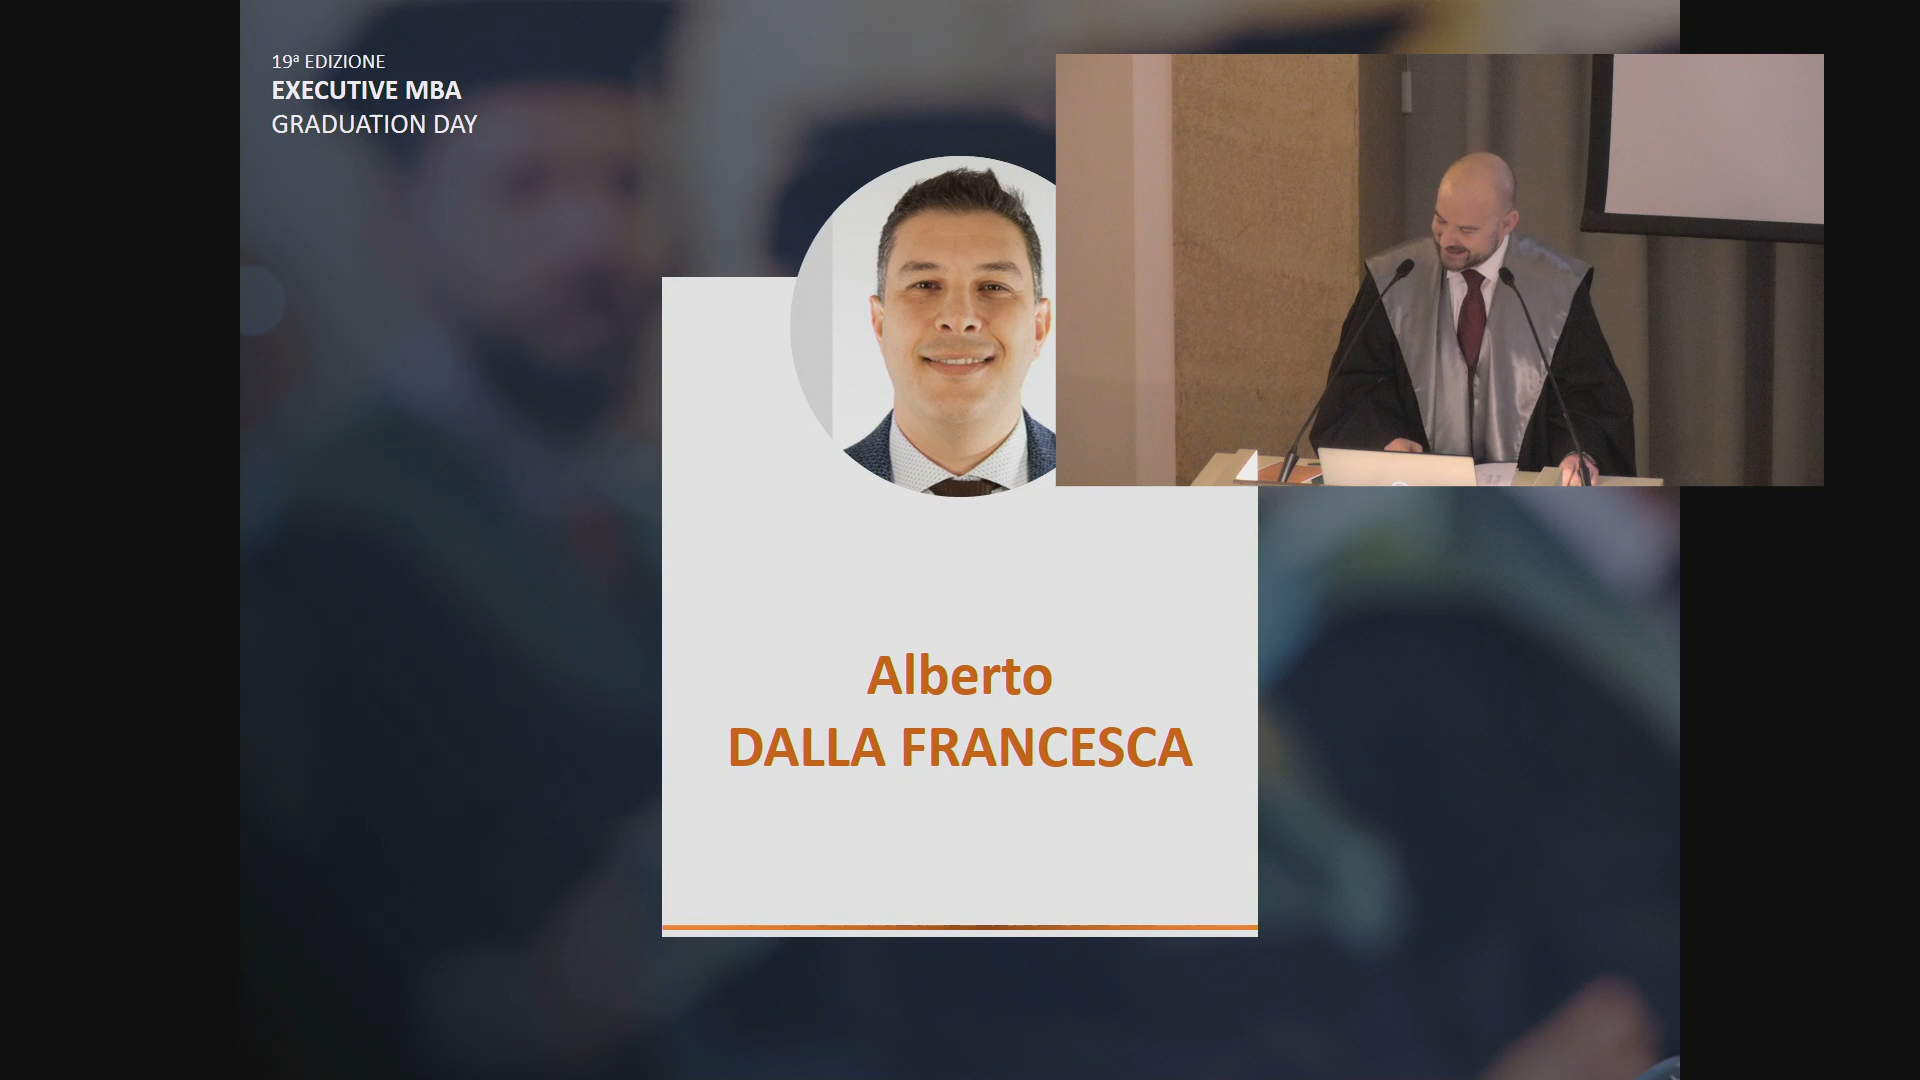 19ª EDIZIONE
EXECUTIVE MBA
GRADUATION DAY
Alberto
DALLA FRANCESCA